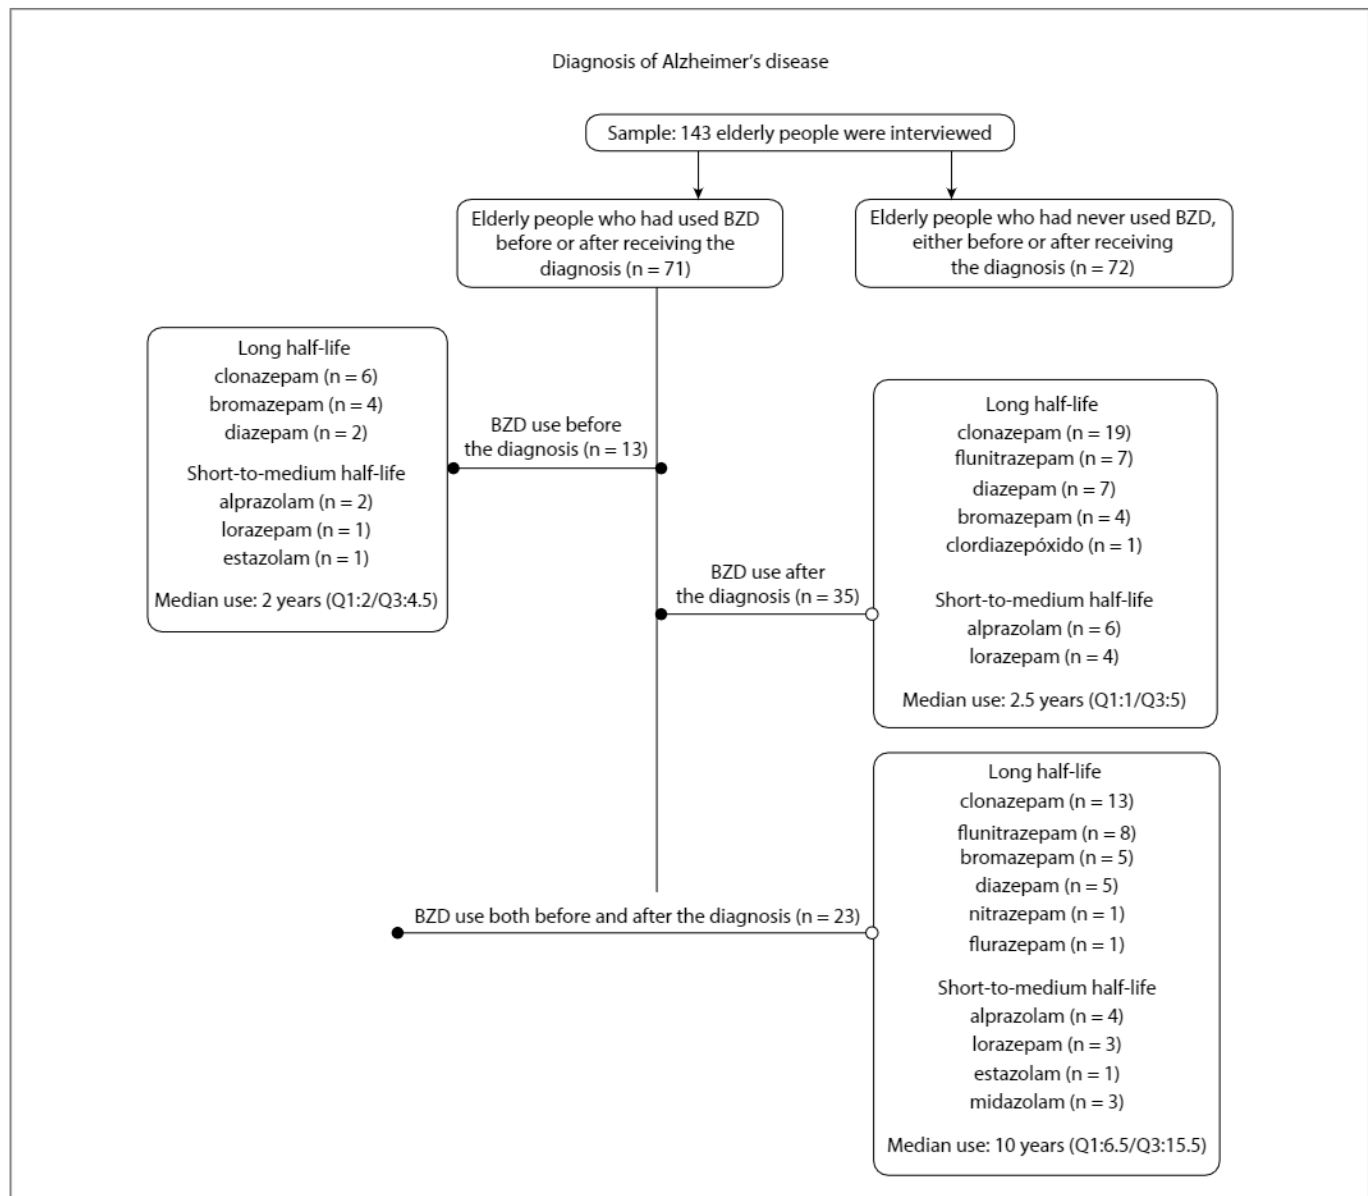 Diagnosis of Alzheimer's disease
Sample: 143 elderly people were interviewed
Elderly people who had used BZD
before or after receiving the
diagnosis (n = 71)
Elderly people who had never used BZD,
either before or after receiving
the diagnosis (n = 72)
Long half-life
clonazepam (n = 6)
bromazepam (n = 4)
diazepam (n = 2)
Short-to-medium half-life
alprazolam (n = 2)
lorazepam (n = 1)
estazolam (n = 1)
Median use: 2 years (Q1:2/Q3:4.5)
BZD use before
the diagnosis (n = 13)
BZD use after
the diagnosis (n = 35)
Long half-life
clonazepam (n = 19)
flunitrazepam (n = 7)
diazepam (n = 7)
bromazepam (n = 4)
clordiazepóxido (n = 1)
Short-to-medium half-life
alprazolam (n = 6)
lorazepam (n = 4)
Median use: 2.5 years (Q1:1/Q3:5)
BZD use both before and after the diagnosis (n = 23)
Long half-life
clonazepam (n = 13)
flunitrazepam (n = 8)
bromazepam (n = 5)
diazepam (n = 5)
nitrazepam (n = 1)
flurazepam (n = 1)
Short-to-medium half-life
alprazolam (n = 4)
lorazepam (n = 3)
estazolam (n = 1)
midazolam (n = 3)
Median use: 10 years (Q1:6.5/Q3:15.5)